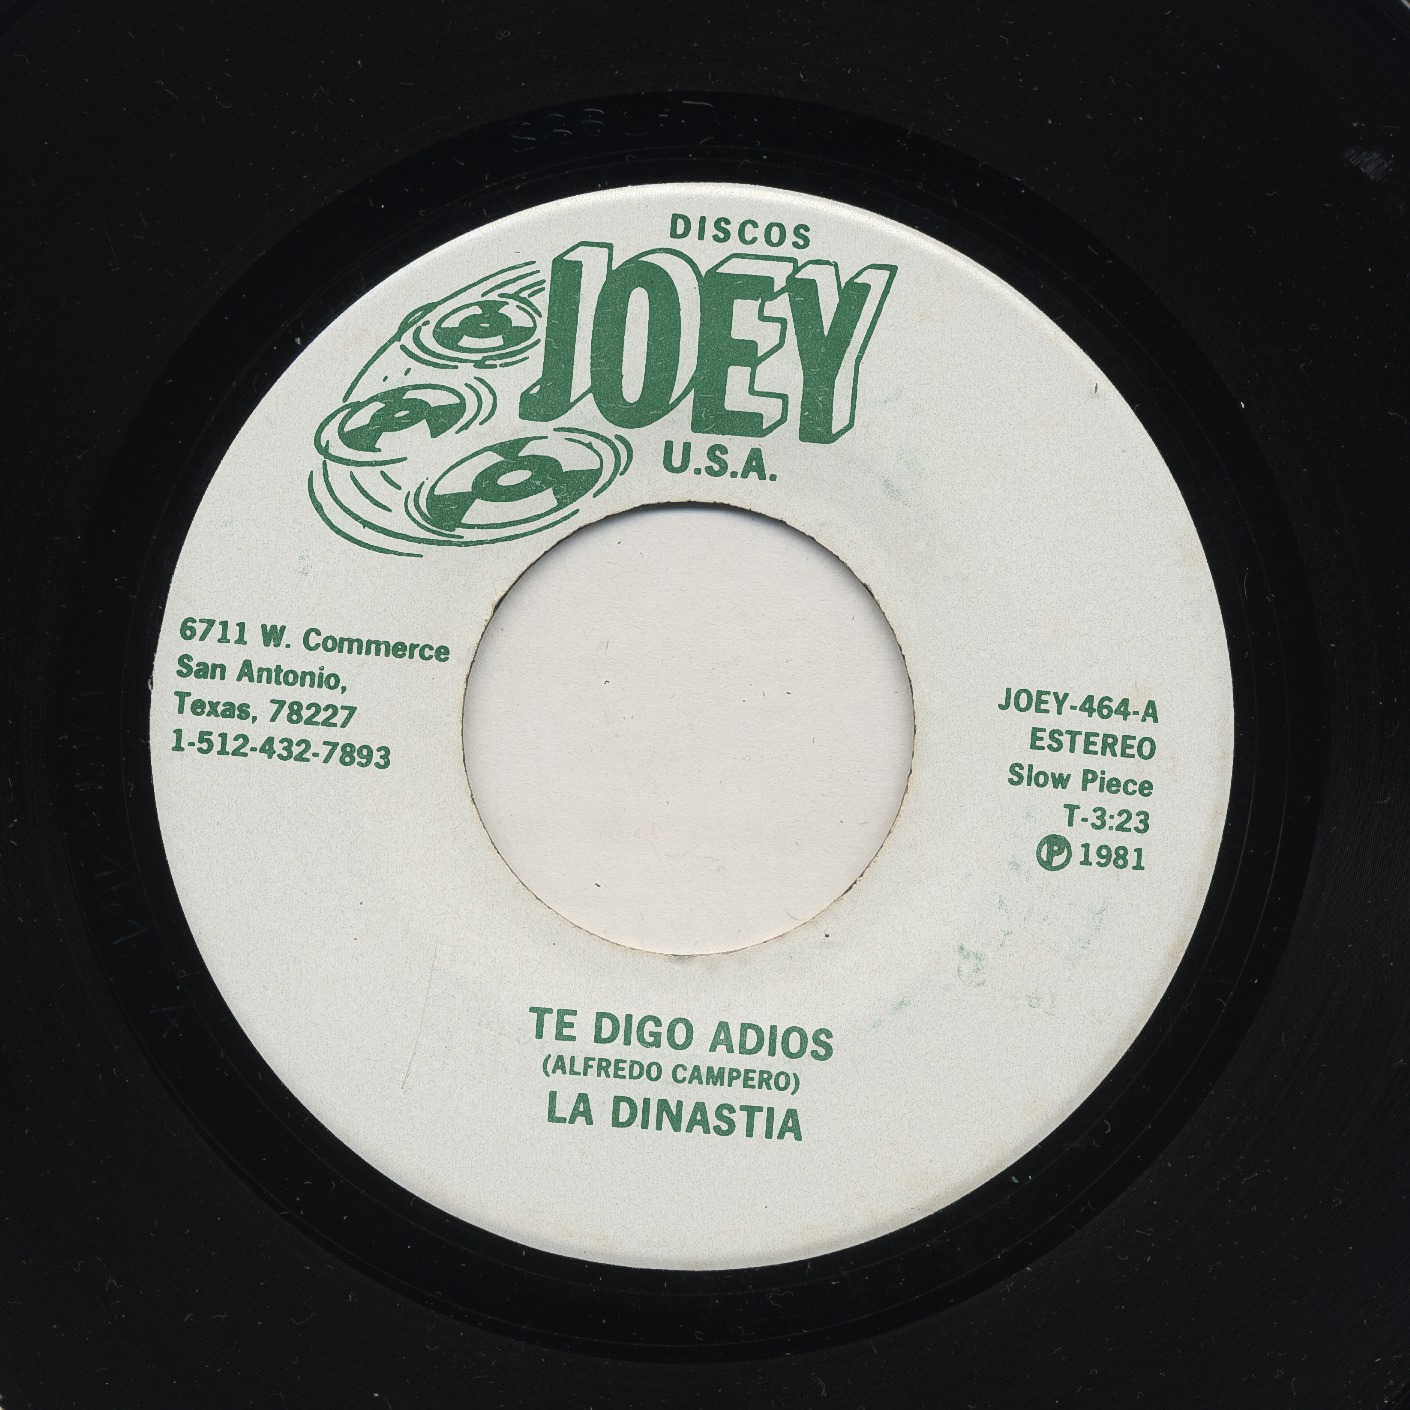 DISCOS
JOEY
U.S.A.
6711 W. Commerce
San Antonio,
Texas, 78227
1-512-432-7893
JOEY-464-A
ESTEREO
Slow Piece
T-3:23
Ⓟ 1981
TE DIGO ADIOS
(ALFREDO CAMPERO)
LA DINASTIA